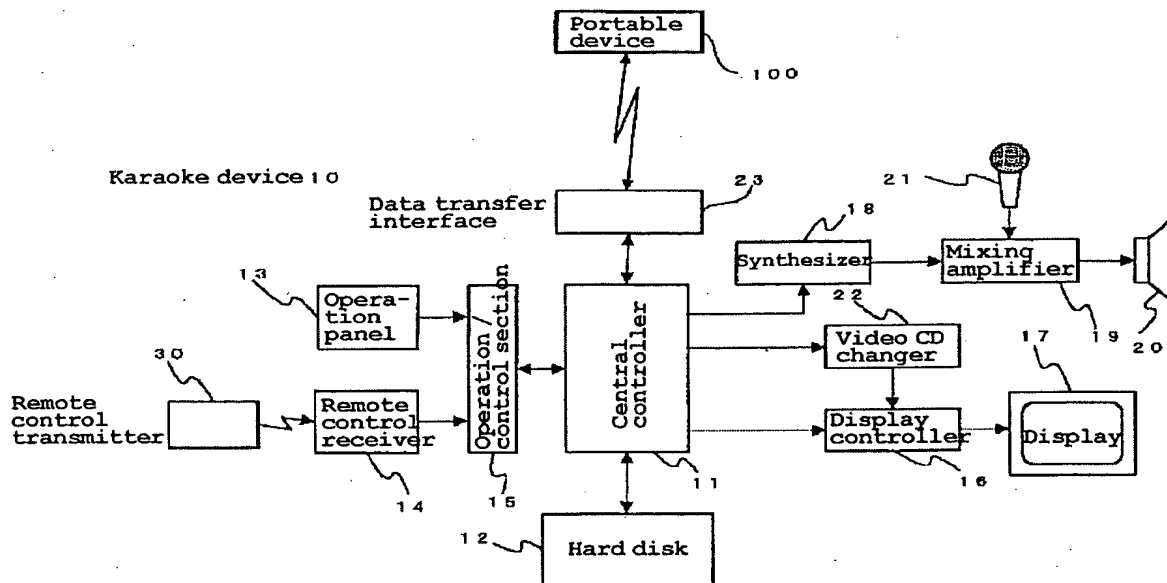 Portable
device
100
Karaoke device 10
Data transfer
interface
23
21
18
Synthesizer
Mixing
amplifier
19
20
13
Opera-
tion
panel
Operation /
control section
15
Central
controller
11
22
Video CD
changer
17
30
Remote
control
transmitter
Remote
control
receiver
14
Display
controller
16
Display
12
Hard disk